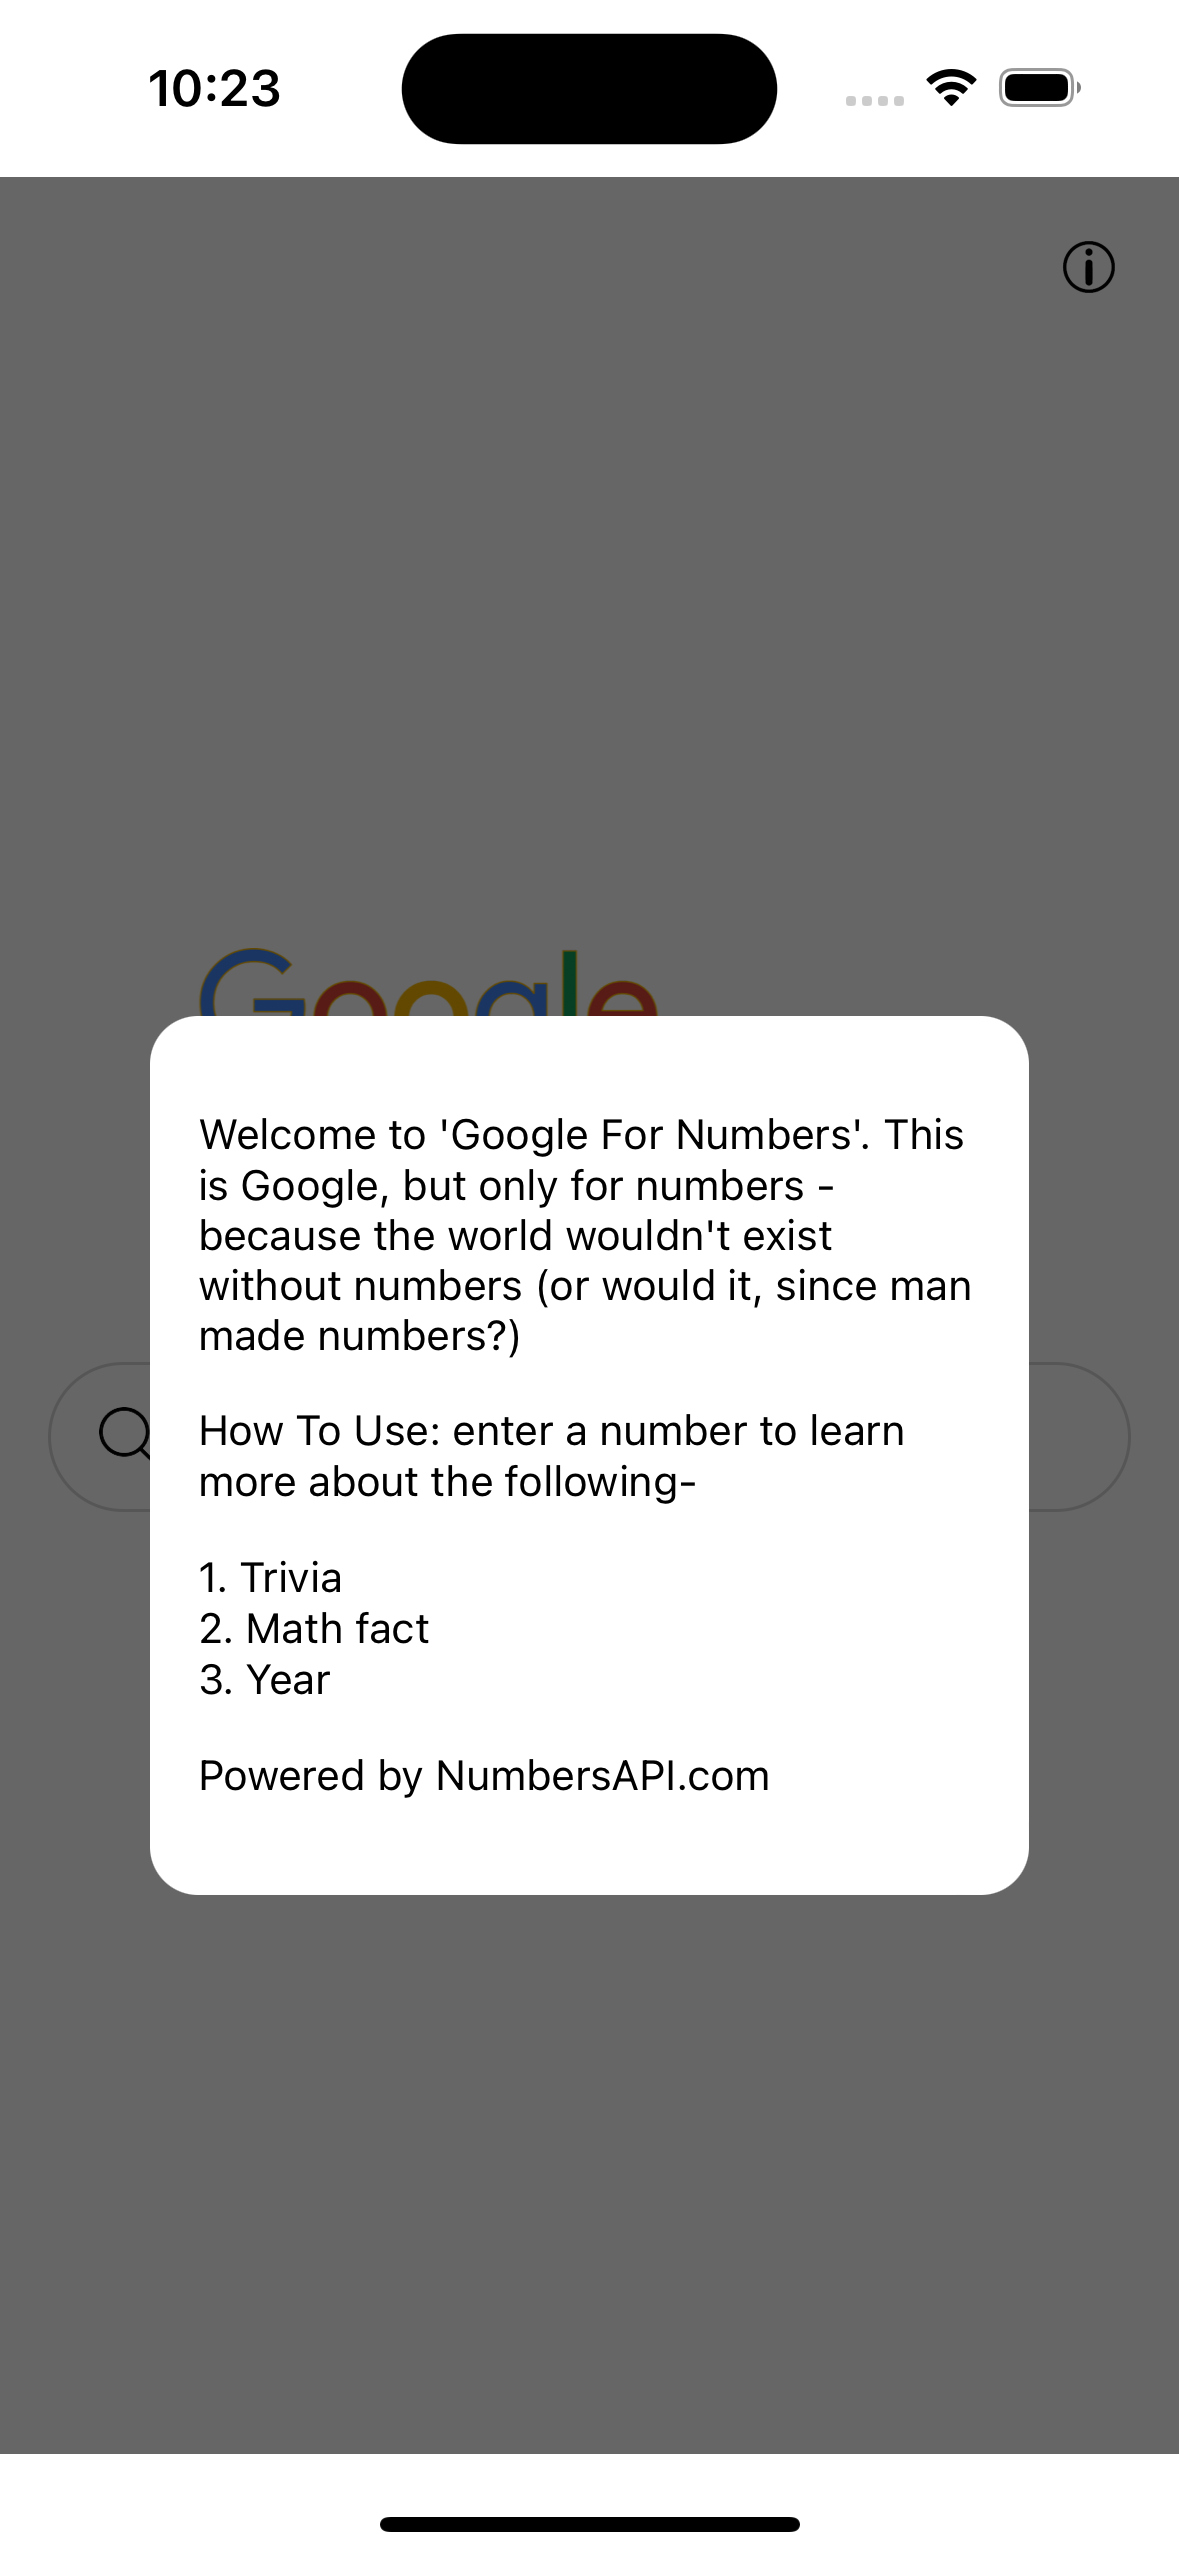 10:23
Google
Welcome to 'Google For Numbers'. This
is Google, but only for numbers -
because the world wouldn't exist
without numbers (or would it, since man
made numbers?)
How To Use: enter a number to learn
more about the following-
1. Trivia
2. Math fact
3. Year
Powered by NumbersAPI.com